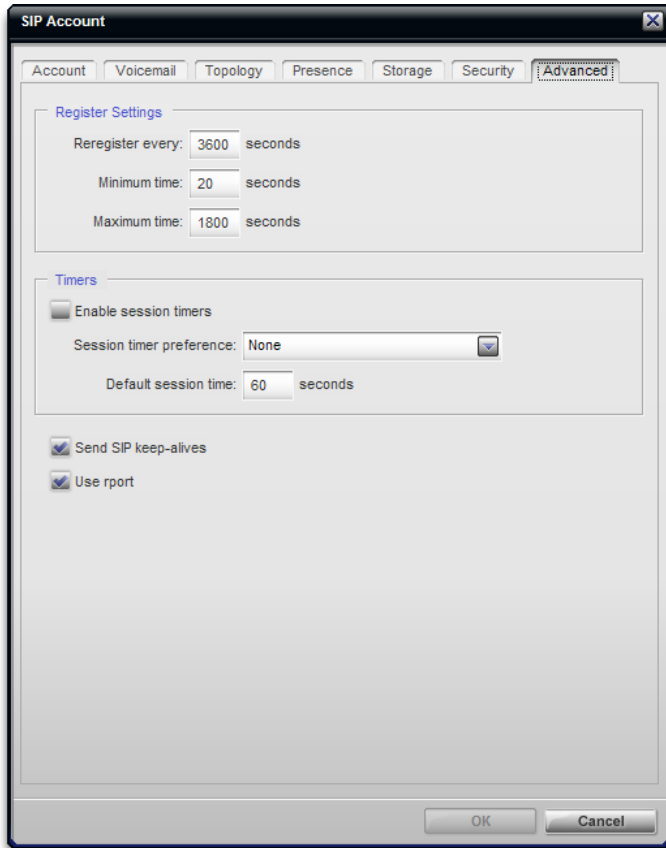 SIP Account
Account Voicemail Topology Presence Storage Security Advanced
Register Settings
Reregister every: 3600 seconds
Minimum time: 20 seconds
Maximum time: 1800 seconds
Timers
Enable session timers
Session timer preference: None
Default session time: 60 seconds
Send SIP keep-alives
Use rport
OK Cancel